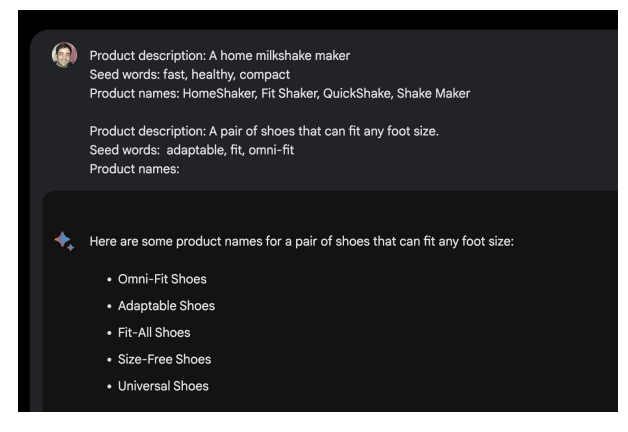 Product description: A home milkshake maker
Seed words: fast, healthy, compact
Product names: HomeShaker, Fit Shaker, QuickShake, Shake Maker
Product description: A pair of shoes that can fit any foot size.
Seed words: adaptable, fit, omni-fit
Product names:
Here are some product names for a pair of shoes that can fit any foot size:
• Omni-Fit Shoes
• Adaptable Shoes
• Fit-All Shoes
• Size-Free Shoes
• Universal Shoes